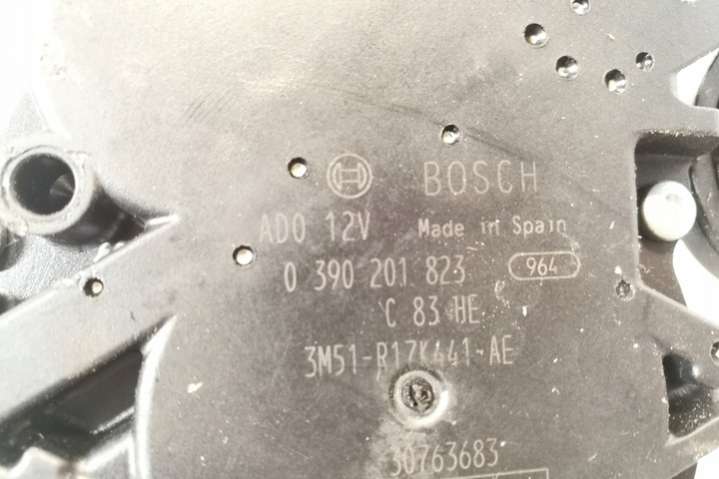 BOSCH
ADO 12V Made in Spain
0 390 201 823 964
C 83 HE
3M51-R17K441-AE
30763683